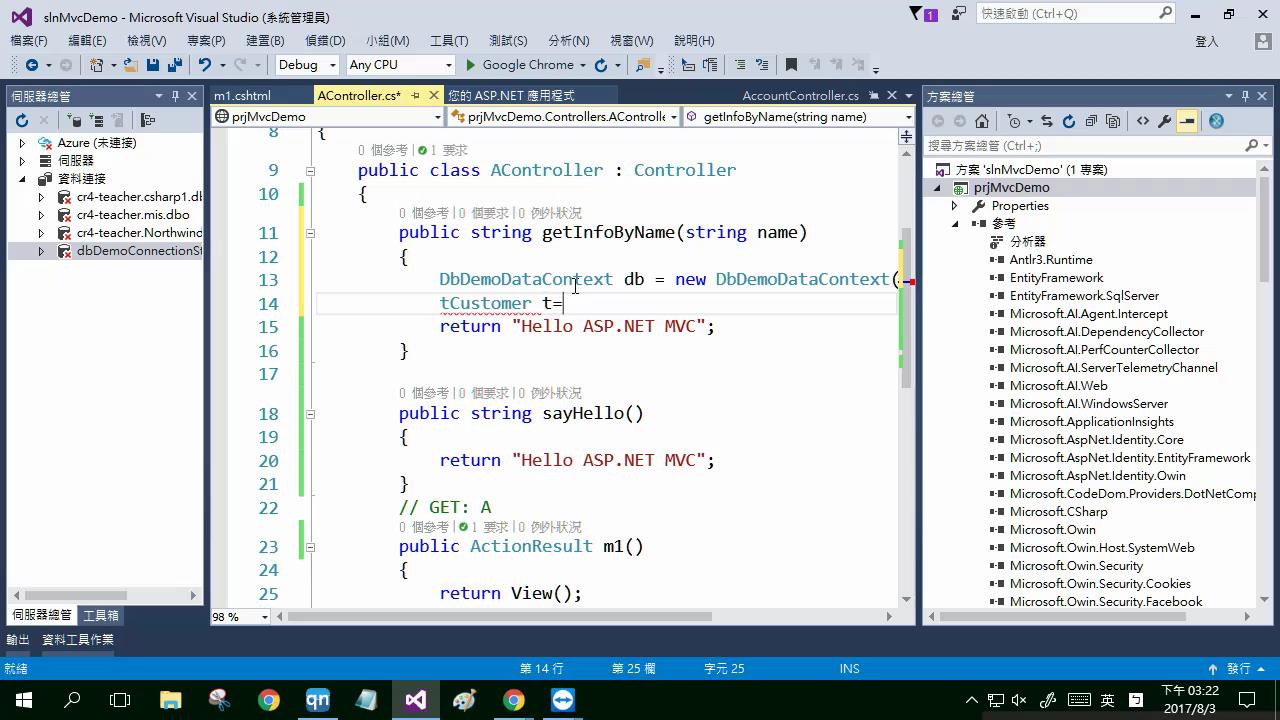 slnMvcDemo - Microsoft Visual Studio (系統管理員)
1
快速啟動 (Ctrl+Q)
檔案(F) 編輯(E) 檢視(V) 專案(P) 建置(B) 偵錯(D) 小組(M) 工具(T) 測試(S) 分析(N) 視窗(W) 說明(H)
登入
Debug Any CPU Google Chrome
伺服器總管
Azure (未連接)
伺服器
資料連接
cr4-teacher.csharp1.db
cr4-teacher.mis.dbo
cr4-teacher.Northwind
dbDemoConnectionSt
伺服器總管 工具箱
m1.cshtml AController.cs* 您的 ASP.NET 應用程式 AccountController.cs
prjMvcDemo prjMvcDemo.Controllers.AControlle getInfoByName(string name)
8 {
0 個參考|1 要求
9 public class AController : Controller
10 {
0 個參考|0 個要求|0 例外狀況
11 public string getInfoByName(string name)
12 {
13 DbDemoDataContext db = new DbDemoDataContext(
14 tCustomer t=
15 return "Hello ASP.NET MVC";
16 }
17
0 個參考|0 個要求|0 例外狀況
18 public string sayHello()
19 {
20 return "Hello ASP.NET MVC";
21 }
22 // GET: A
0 個參考|1 要求|0 例外狀況
23 public ActionResult m1()
24 {
25 return View();
98 %
方案總管
搜尋方案總管 (Ctrl+;)
方案 'slnMvcDemo' (1 專案)
prjMvcDemo
Properties
參考
分析器
Antlr3.Runtime
EntityFramework
EntityFramework.SqlServer
Microsoft.AI.Agent.Intercept
Microsoft.AI.DependencyCollector
Microsoft.AI.PerfCounterCollector
Microsoft.AI.ServerTelemetryChannel
Microsoft.AI.Web
Microsoft.AI.WindowsServer
Microsoft.ApplicationInsights
Microsoft.AspNet.Identity.Core
Microsoft.AspNet.Identity.EntityFramework
Microsoft.AspNet.Identity.Owin
Microsoft.CodeDom.Providers.DotNetComp
Microsoft.CSharp
Microsoft.Owin
Microsoft.Owin.Host.SystemWeb
Microsoft.Owin.Security
Microsoft.Owin.Security.Cookies
Microsoft.Owin.Security.Facebook
輸出 資料工具作業
就緒 第 14 行 第 25 欄 字元 25 INS 發行
qn
英
下午 03:22
2017/8/3